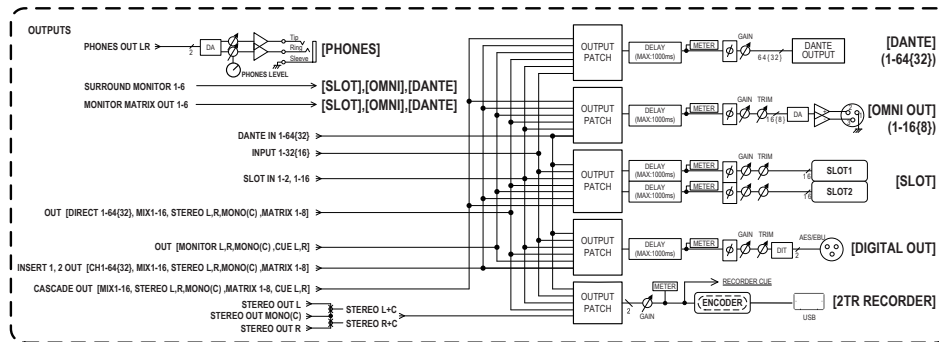 OUTPUTS
PHONES OUT LR
2
DA
Tip
Ring
Sleeve
[PHONES]
PHONES LEVEL
SURROUND MONITOR 1-6
[SLOT],[OMNI],[DANTE]
MONITOR MATRIX OUT 1-6
[SLOT],[OMNI],[DANTE]
DANTE IN 1-64{32}
INPUT 1-32{16}
SLOT IN 1-2, 1-16
OUT [DIRECT 1-64{32}, MIX1-16, STEREO L,R,MONO(C) ,MATRIX 1-8]
OUT [MONITOR L,R,MONO(C) ,CUE L,R]
INSERT 1, 2 OUT [CH1-64{32}, MIX1-16, STEREO L,R,MONO(C) ,MATRIX 1-8]
CASCADE OUT [MIX1-16, STEREO L,R,MONO(C) ,MATRIX 1-8, CUE L,R]
STEREO OUT L
STEREO L+C
STEREO OUT MONO(C)
STEREO R+C
STEREO OUT R
OUTPUT
PATCH
DELAY
(MAX:1000ms)
METER
ϕ
GAIN
64{32}
DANTE
OUTPUT
[DANTE]
(1-64{32})
OUTPUT
PATCH
DELAY
(MAX:1000ms)
METER
ϕ
GAIN
TRIM
16{8}
DA
2
1
3
[OMNI OUT]
(1-16{8})
OUTPUT
PATCH
DELAY
(MAX:1000ms)
METER
ϕ
GAIN
TRIM
16
SLOT1
DELAY
(MAX:1000ms)
METER
ϕ
16
SLOT2
[SLOT]
OUTPUT
PATCH
DELAY
(MAX:1000ms)
METER
ϕ
GAIN
TRIM
DIT
AES/EBU
2
[DIGITAL OUT]
OUTPUT
PATCH
2
GAIN
METER
RECORDER CUE
ENCODER
USB
[2TR RECORDER]